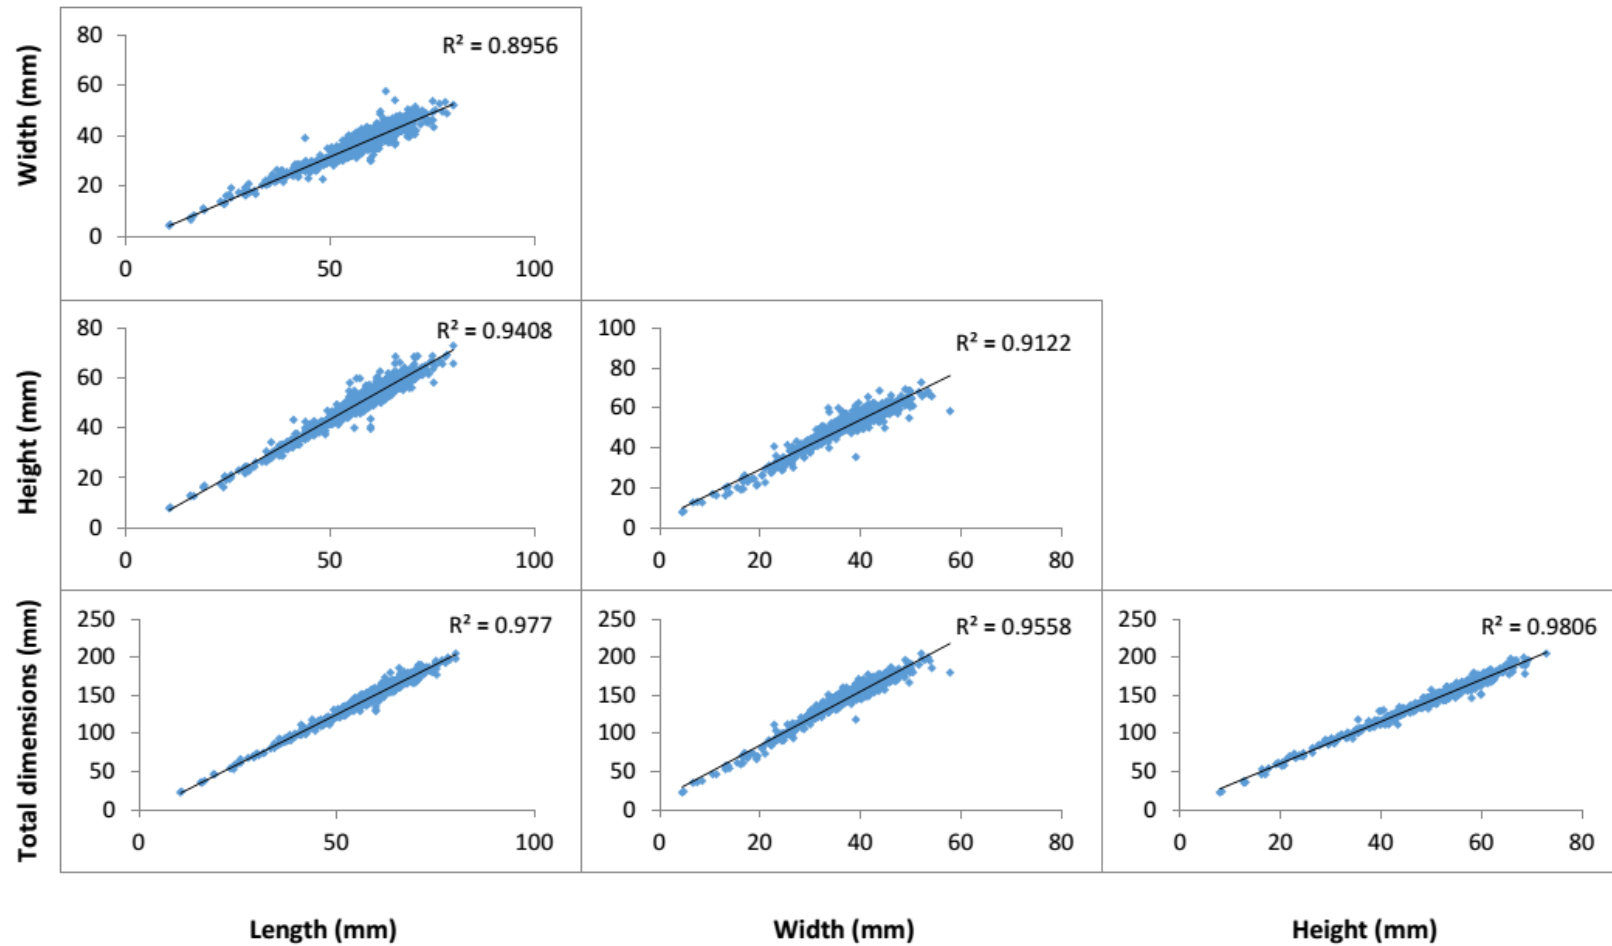 Width (mm)
80
60
40
20
0
R² = 0.8956
0 50 100
Height (mm)
80
60
40
20
0
R² = 0.9408
0 50 100
100
80
60
40
20
0
R² = 0.9122
0 20 40 60 80
Total dimensions (mm)
250
200
150
100
50
0
R² = 0.977
0 50 100
250
200
150
100
50
0
R² = 0.9558
0 20 40 60 80
250
200
150
100
50
0
R² = 0.9806
0 20 40 60 80
Length (mm) Width (mm) Height (mm)